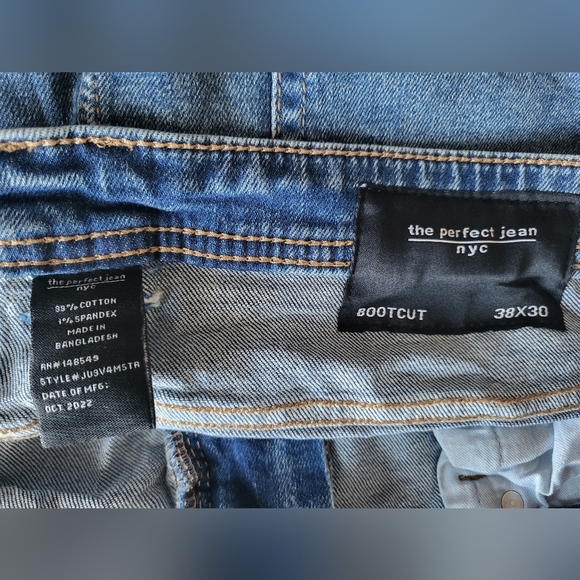 the perfect jean
nyc
BOOTCUT 38X30
the perfect jean
nyc
99% COTTON
1% SPANDEX
MADE IN
BANGLADESH
RN# 148549
STYLE# JU9V4MSTR
DATE OF MFG:
OCT 2022